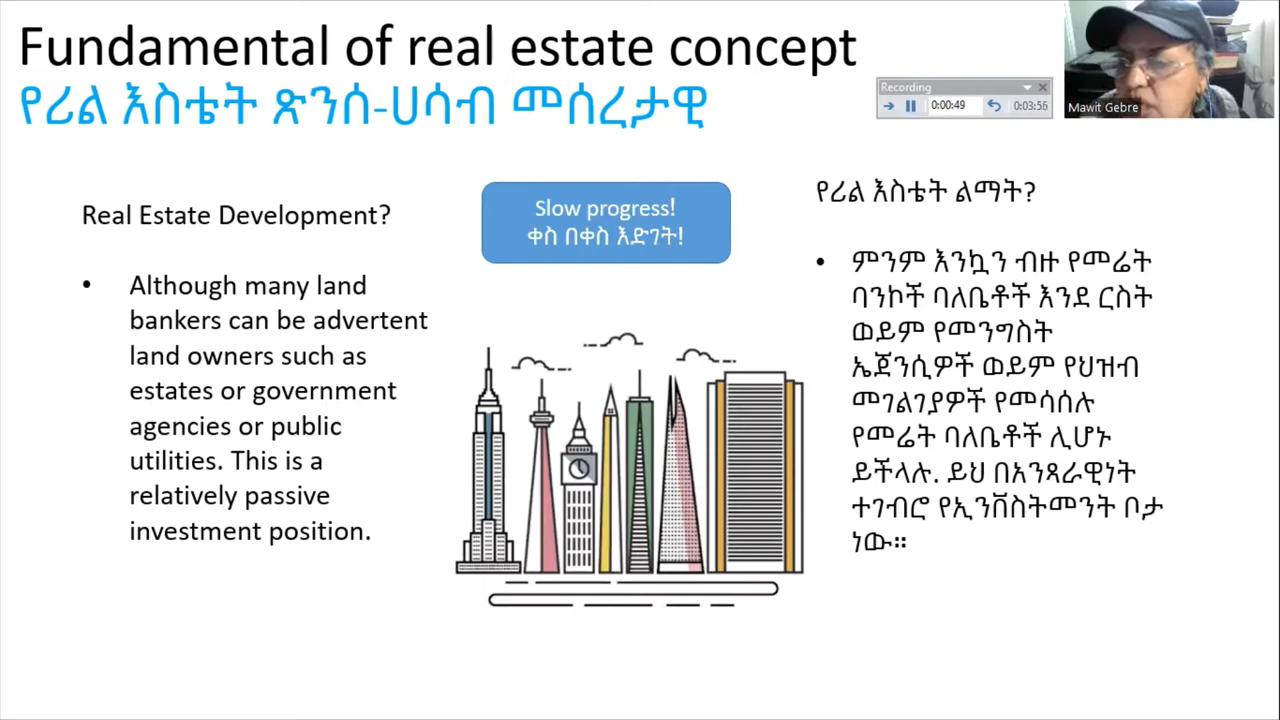 Fundamental of real estate concept
የሪል እስቴት ጽንሰ-ሀሳብ መሰረታዊ
Recording
0:00:49
0:03:56
Mawit Gebre
Real Estate Development?
Slow progress!
ቀስ በቀስ እድገት!
Although many land
bankers can be advertent
land owners such as
estates or government
agencies or public
utilities. This is a
relatively passive
investment position.
የሪል እስቴት ልማት?
ምንም እንኳን ብዙ የመሬት
ባንኮች ባለቤቶች እንደ ርስት
ወይም የመንግስት
ኤጀንሲዎች ወይም የህዝብ
መገልገያዎች የመሳሰሉ
የመሬት ባለቤቶች ሊሆኑ
ይችላሉ. ይህ በአንጻራዊነት
ተገብሮ የኢንቨስትመንት ቦታ
ነው።